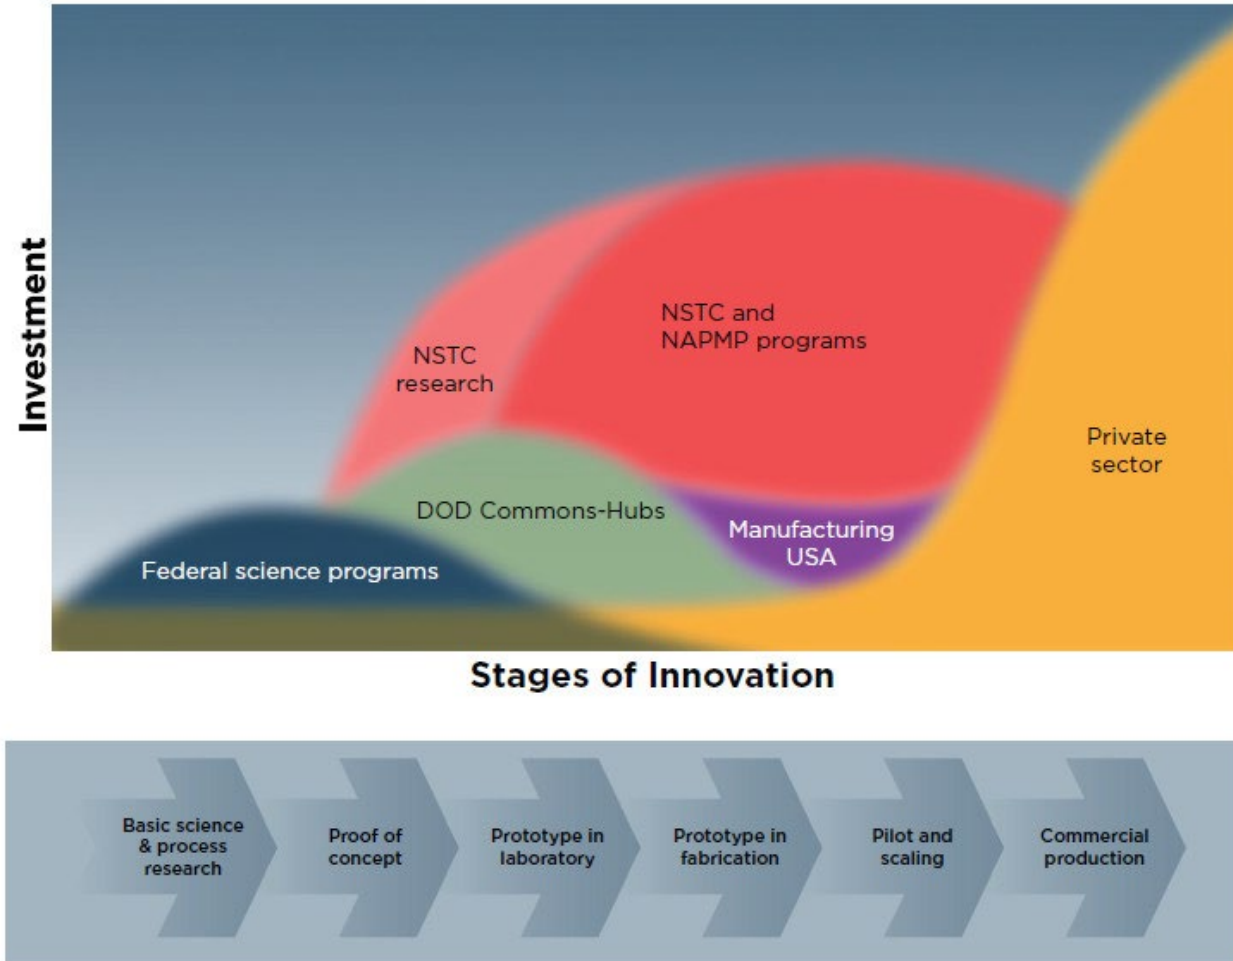 Investment
NSTC
research
NSTC and
NAPMP programs
Private
sector
DOD Commons-Hubs
Manufacturing
USA
Federal science programs
Stages of Innovation
Basic science
& process
research
Proof of
concept
Prototype in
laboratory
Prototype in
fabrication
Pilot and
scaling
Commercial
production